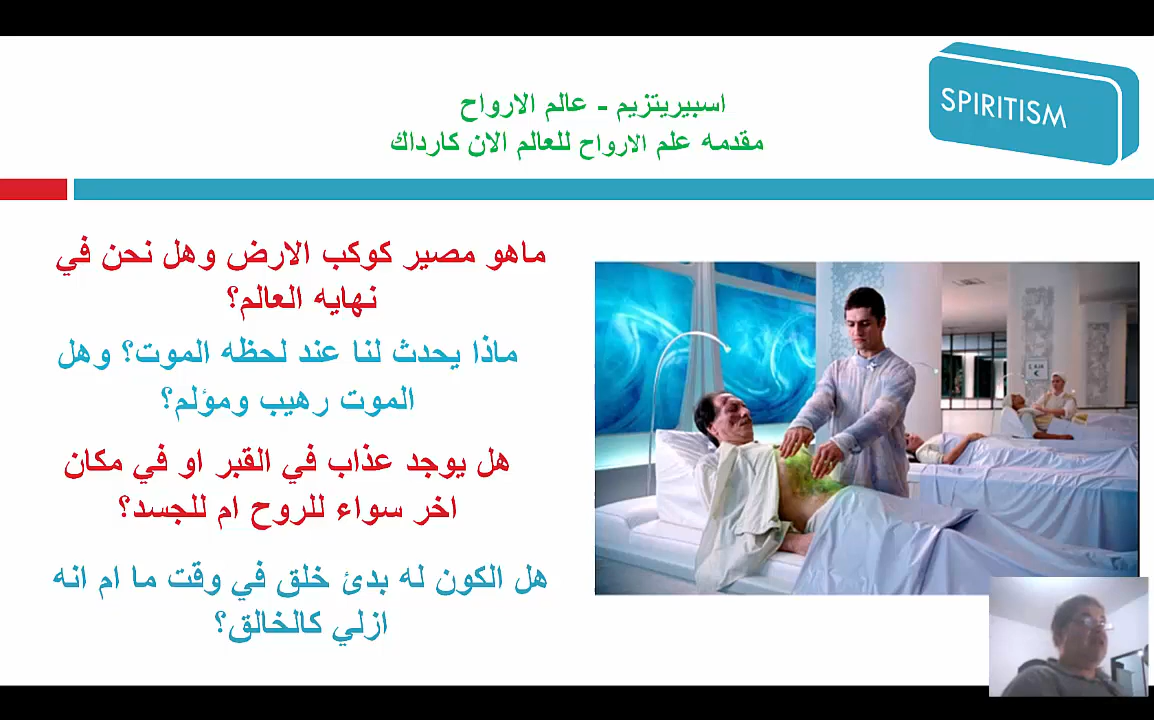 SPIRITISM
اسبيريتزيم - عالم الارواح
مقدمه علم الارواح للعالم الان كارداك
ماهو مصير كوكب الارض وهل نحن في
نهايه العالم؟
ماذا يحدث لنا عند لحظه الموت؟ وهل
الموت رهيب ومؤلم؟
هل يوجد عذاب في القبر او في مكان
اخر سواء للروح ام للجسد؟
هل الكون له بدئ خلق في وقت ما ام انه
ازلي كالخالق؟